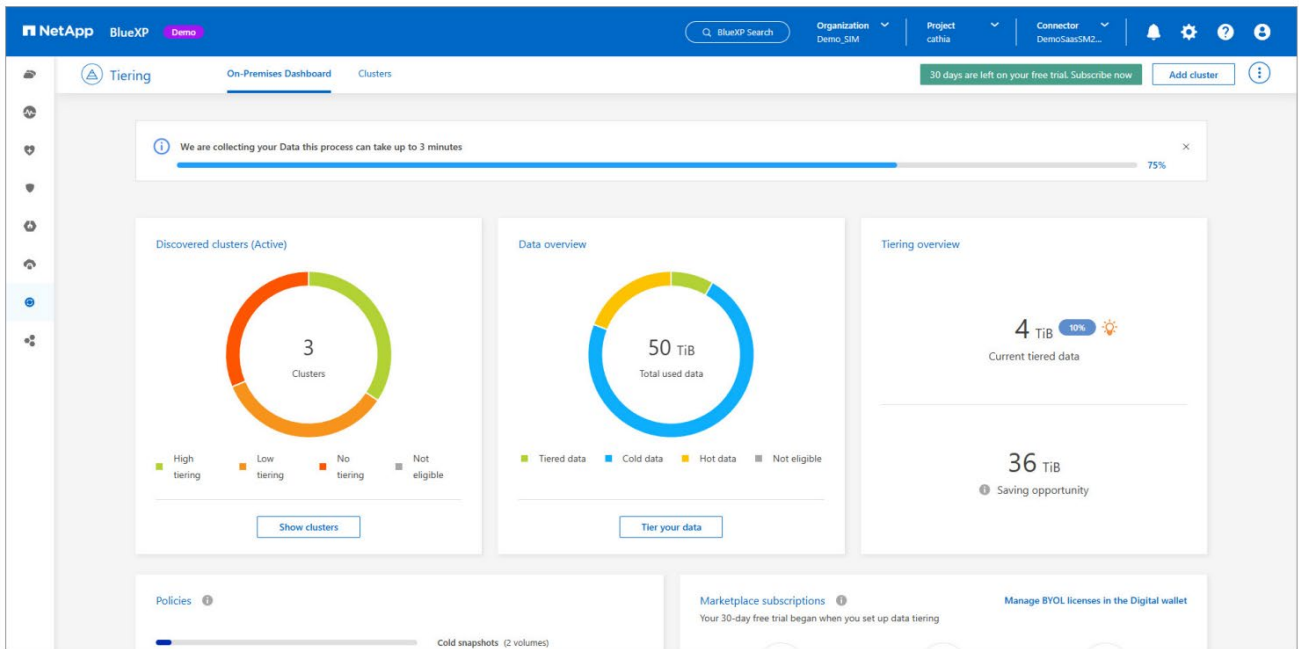 NetApp BlueXP Demo
BlueXP Search
Organization
Demo_SIM
Project
cathia
Connector
DemoSaasSM2...
Tiering
On-Premises Dashboard
Clusters
30 days are left on your free trial. Subscribe now
Add cluster
We are collecting your Data this process can take up to 3 minutes
75%
Discovered clusters (Active)
3
Clusters
High
tiering
Low
tiering
No
tiering
Not
eligible
Show clusters
Data overview
50 TiB
Total used data
Tiered data
Cold data
Hot data
Not eligible
Tier your data
Tiering overview
4 TiB 10%
Current tiered data
36 TiB
Saving opportunity
Policies
Cold snapshots (2 volumes)
Marketplace subscriptions
Manage BYOL licenses in the Digital wallet
Your 30-day free trial began when you set up data tiering